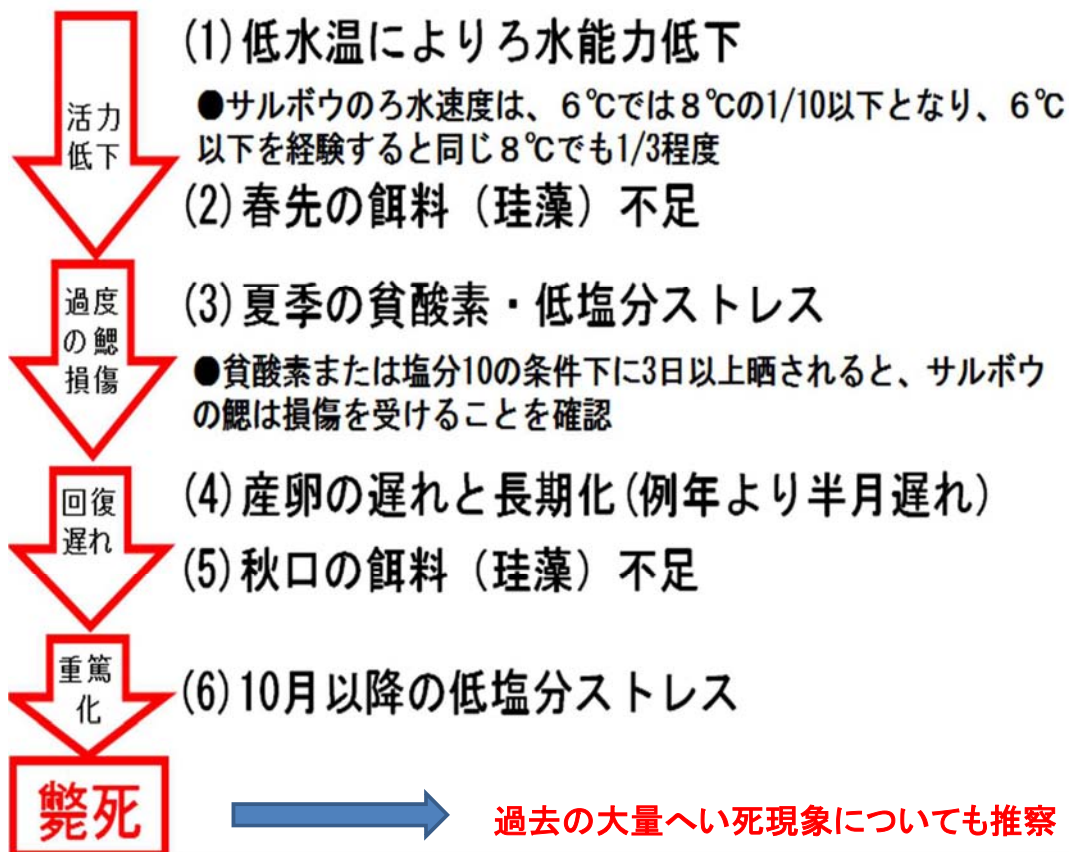 (1)低水温によりろ水能力低下
活力
低下
●サルボウのろ水速度は、6℃では8℃の1/10以下となり、6℃
以下を経験すると同じ8℃でも1/3程度
(2)春先の餌料（珪藻）不足
過度
の鰓
損傷
(3)夏季の貧酸素・低塩分ストレス
●貧酸素または塩分10の条件下に3日以上晒されると、サルボウ
の鰓は損傷を受けることを確認
回復
遅れ
(4)産卵の遅れと長期化(例年より半月遅れ)
(5)秋口の餌料（珪藻）不足
重篤
化
(6)10月以降の低塩分ストレス
斃死
過去の大量へい死現象についても推察